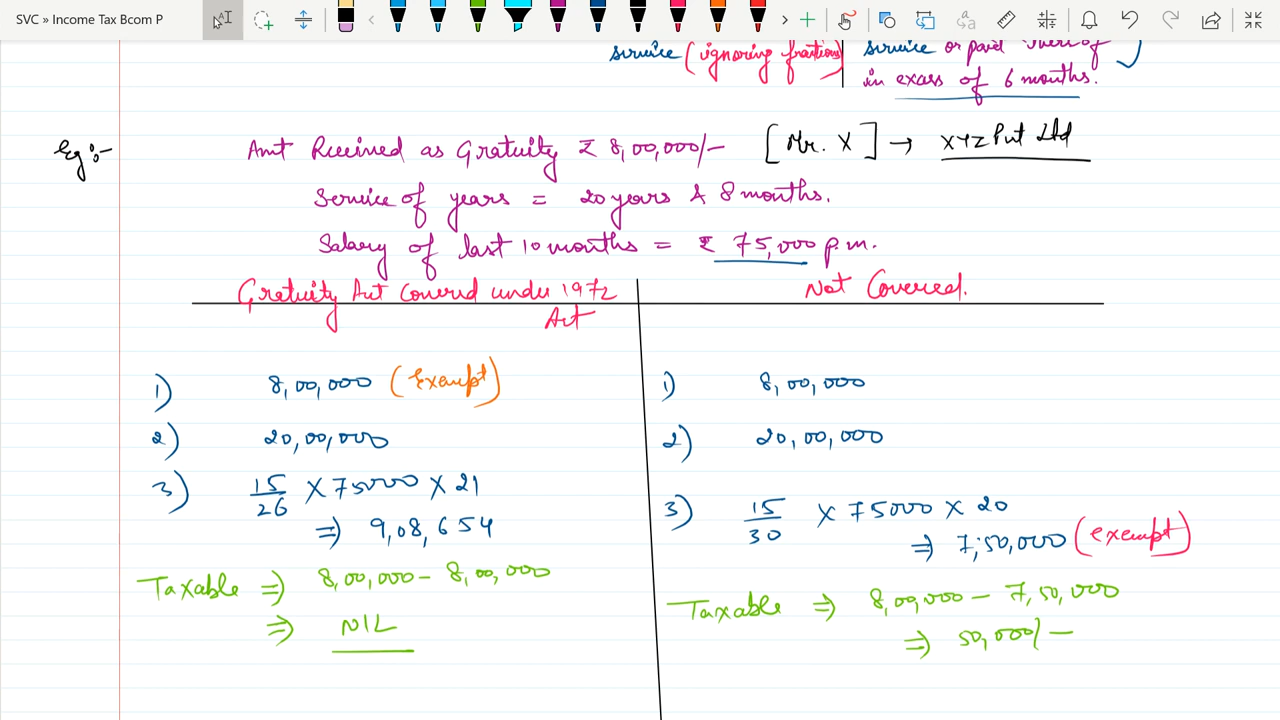 SVC » Income Tax Bcom P
service (ignoring fractions)
service or part thereof
in exass of 6 months.
Eg:-
Amt Received as Gratuity ₹ 8,00,000/- [Mr. X] → XYZ Pvt Ltd
Service of years = 20 years & 8 months.
Salary of last 10 months = ₹ 75,000 p.m.
Gratuity Act Covered under 1972
Act
1) 8,00,000 (Exempt)
2) 20,00,000
3) 15/26 X 75000 X 21
⇒ 9,08,654
Taxable ⇒ 8,00,000 - 8,00,000
⇒ NIL
Not Covered.
1) 8,00,000
2) 20,00,000
3) 15/30 X 75000 X 20
⇒ 7,50,000 (exempt)
Taxable ⇒ 8,00,000 - 7,50,000
⇒ 50,000/-